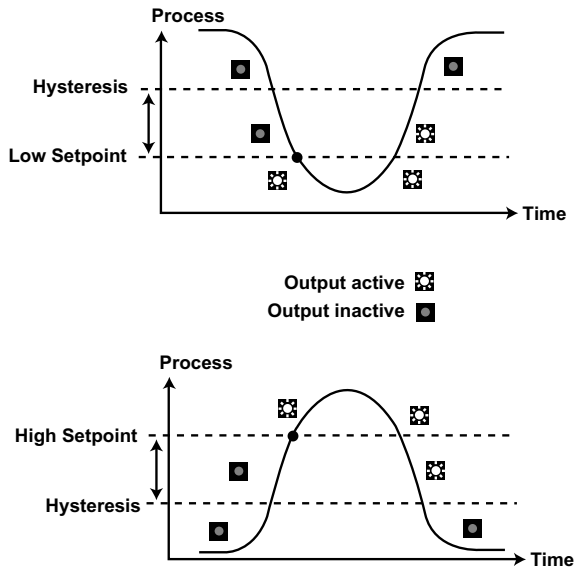 Process
Hysteresis
Low Setpoint
Time
Output active
Output inactive
Process
High Setpoint
Hysteresis
Time